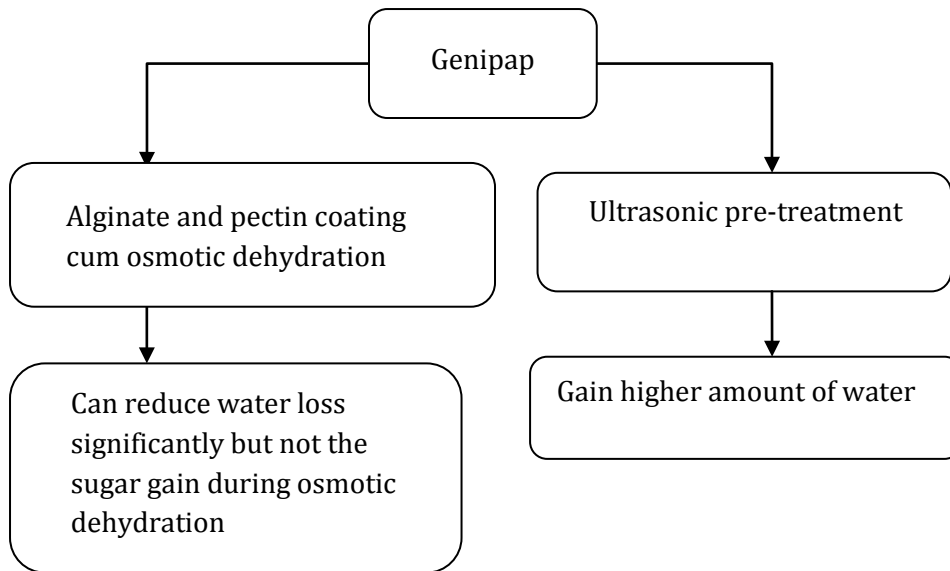 Genipap
Alginate and pectin coating
cum osmotic dehydration
Ultrasonic pre-treatment
Can reduce water loss
significantly but not the
sugar gain during osmotic
dehydration
Gain higher amount of water